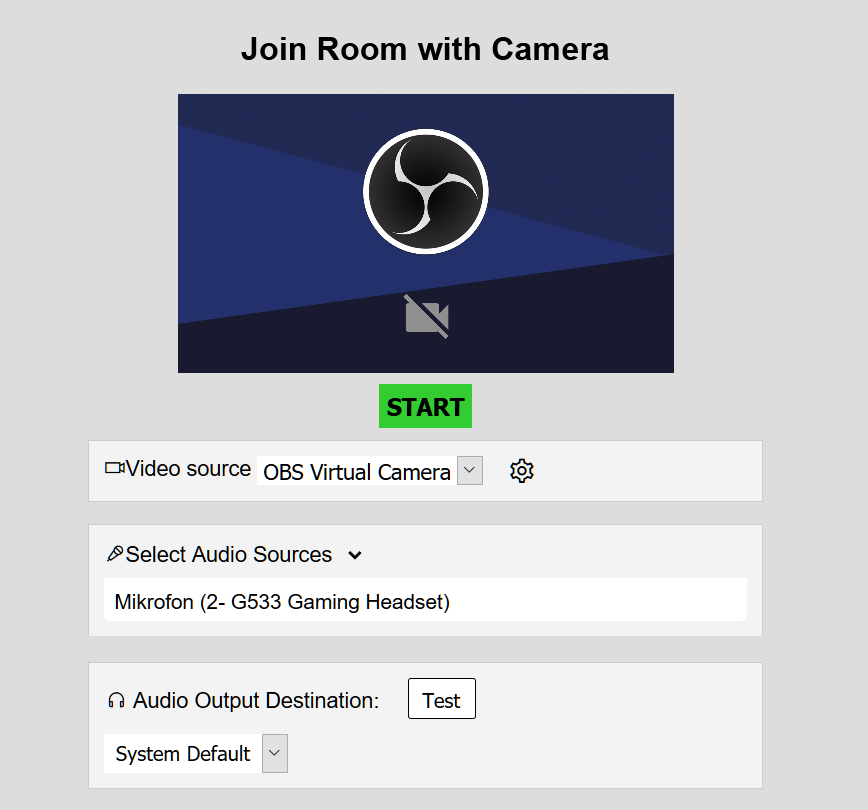 Join Room with Camera
START
Video source OBS Virtual Camera
Select Audio Sources
Mikrofon (2- G533 Gaming Headset)
Audio Output Destination: Test
System Default